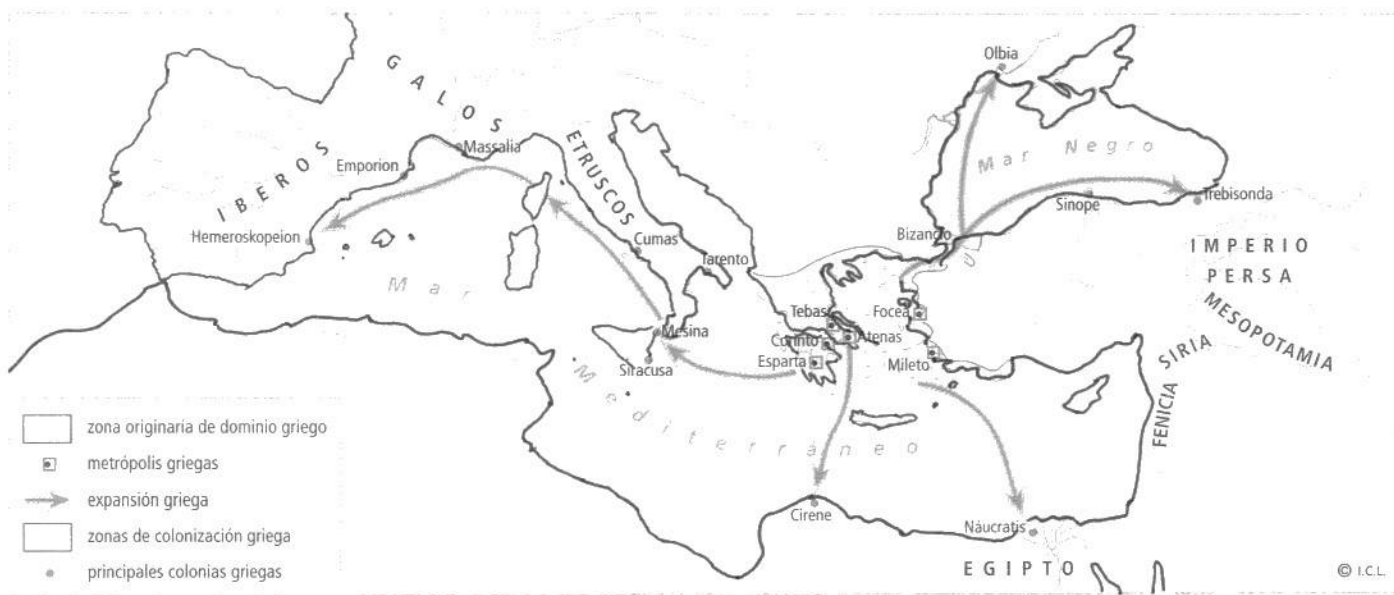 Olbia
GALOS
Mar Negro
IBEROS
Emporion
Massalia
ETRUSCOS
Sinope
Trebisonda
Hemeroskopeion
Cumas
Bizancio
Tarento
IMPERIO
PERSA
Mar
MESOPOTAMIA
Tebas
Focea
Mesina
Corinto
Atenas
SIRIA
Siracusa
Esparta
Mileto
FENICIA
Mediterráneo
zona originaria de dominio griego
metrópolis griegas
expansión griega
Cirene
Náucratis
zonas de colonización griega
principales colonias griegas
EGIPTO
© I.C.L.